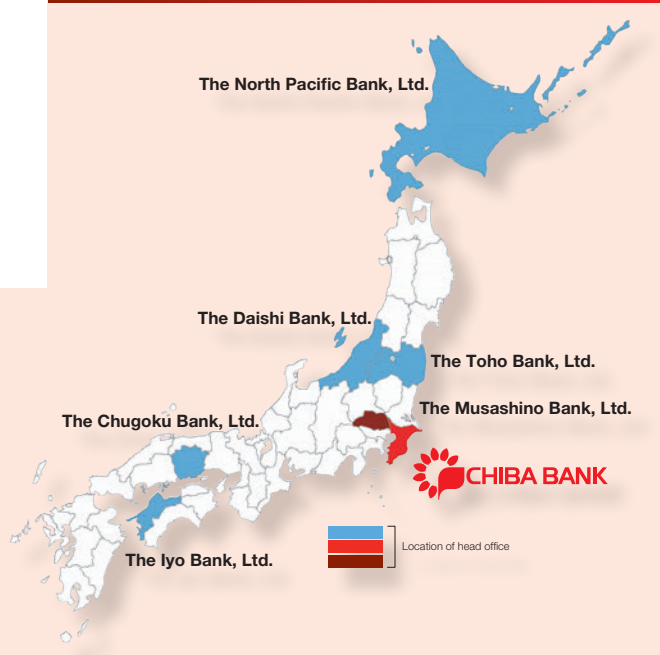 The North Pacific Bank, Ltd.
The Daishi Bank, Ltd.
The Toho Bank, Ltd.
The Musashino Bank, Ltd.
The Chugoku Bank, Ltd.
CHIBA BANK
Location of head office
The Iyo Bank, Ltd.